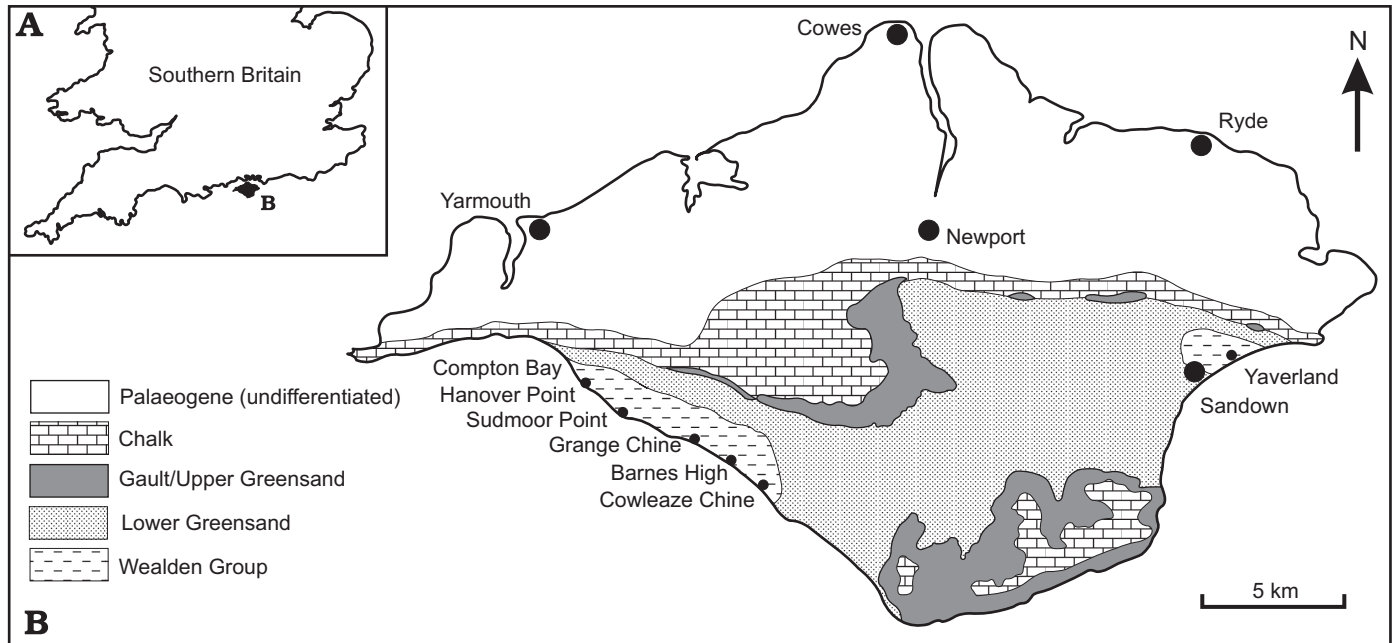 A
Southern Britain
B
Cowes
N
Ryde
Yarmouth
Newport
Compton Bay
Hanover Point
Sudmoor Point
Grange Chine
Barnes High
Cowleaze Chine
Yaverland
Sandown
Palaeogene (undifferentiated)
Chalk
Gault/Upper Greensand
Lower Greensand
Wealden Group
5 km
B